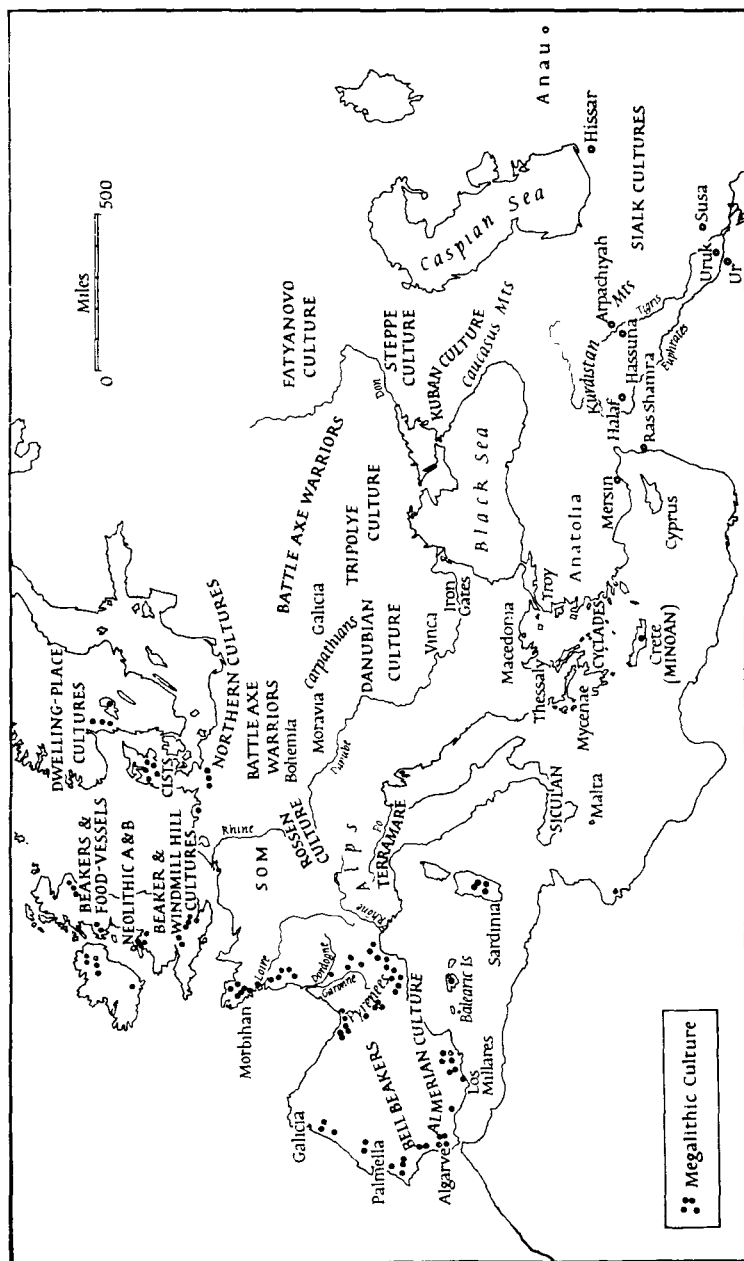 Miles
0 500
DWELLING-PLACE
CULTURES
BEAKERS &
FOOD-VESSELS
NEOLITHIC A & B
BEAKER &
WINDMILL HILL
CULTURES
CISTS
NORTHERN CULTURES
BATTLE AXE
WARRIORS
Bohemia
Moravia
Galicia
Carpathians
BATTLE AXE WARRIORS
FATYANOVO
CULTURE
TRIPOLYE
CULTURE
DANUBIAN
CULTURE
Don
STEPPE
CULTURE
KUBAN CULTURE
Caucasus Mts
Caspian Sea
Anau
Hissar
Black Sea
Rhine
SOM
ROSSEN
CULTURE
Danube
Alps
Po
TERRAMARE
Rhône
Vinca
Iron
Gates
Morbihan
Loire
Dordogne
Garonne
Pyrenees
Galicia
Palmella
BELL BEAKERS
ALMERIAN CULTURE
Algarve
Los
Millares
Balearic Is
Sardinia
SICULAN
Malta
Macedonia
Thessaly
Troy
Mycenae
CYCLADES
Anatolia
Crete
(MINOAN)
Cyprus
Mersin
Ras Shamra
Halaf
Hassuna
Arpachiyah
Kurdistan Mts
Tigris
Euphrates
SIALK CULTURES
Susa
Uruk
Ur
Megalithic Culture